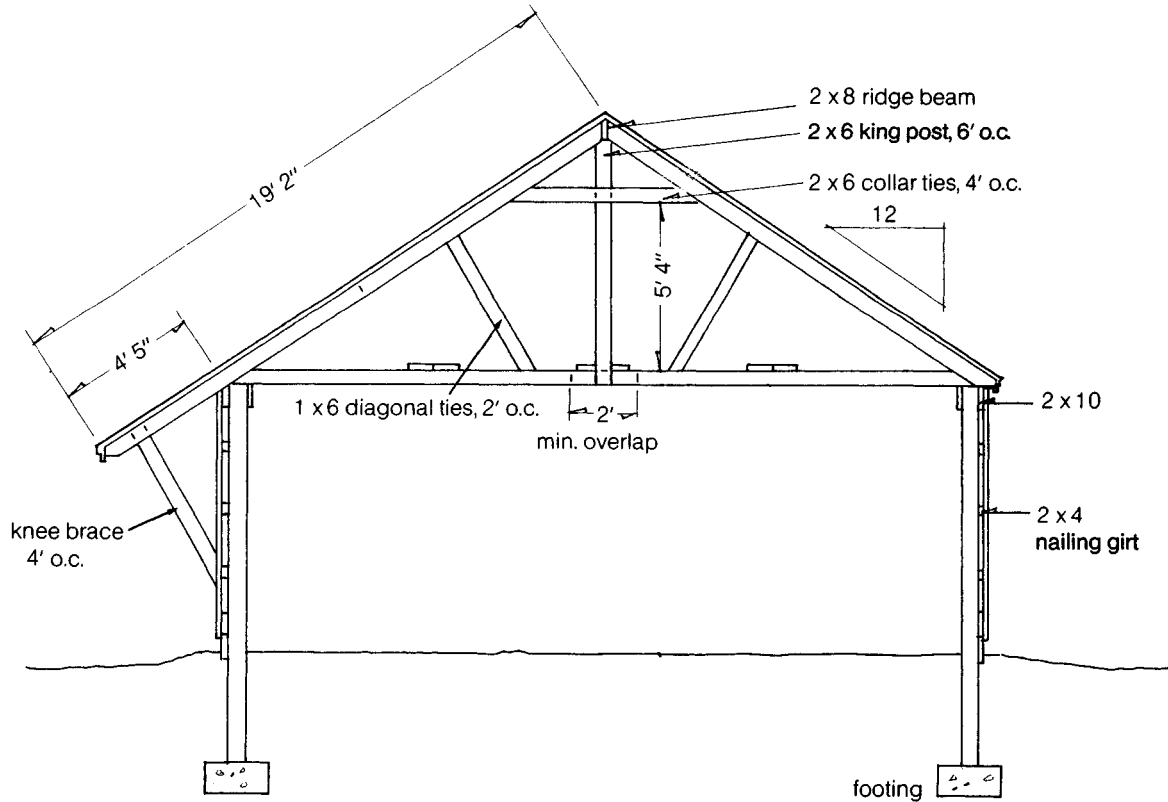 2 x 8 ridge beam
2 x 6 king post, 6' o.c.
2 x 6 collar ties, 4' o.c.
12
19' 2"
5' 4"
4' 5"
1 x 6 diagonal ties, 2' o.c.
2'
min. overlap
2 x 10
knee brace
4' o.c.
2 x 4
nailing girt
footing